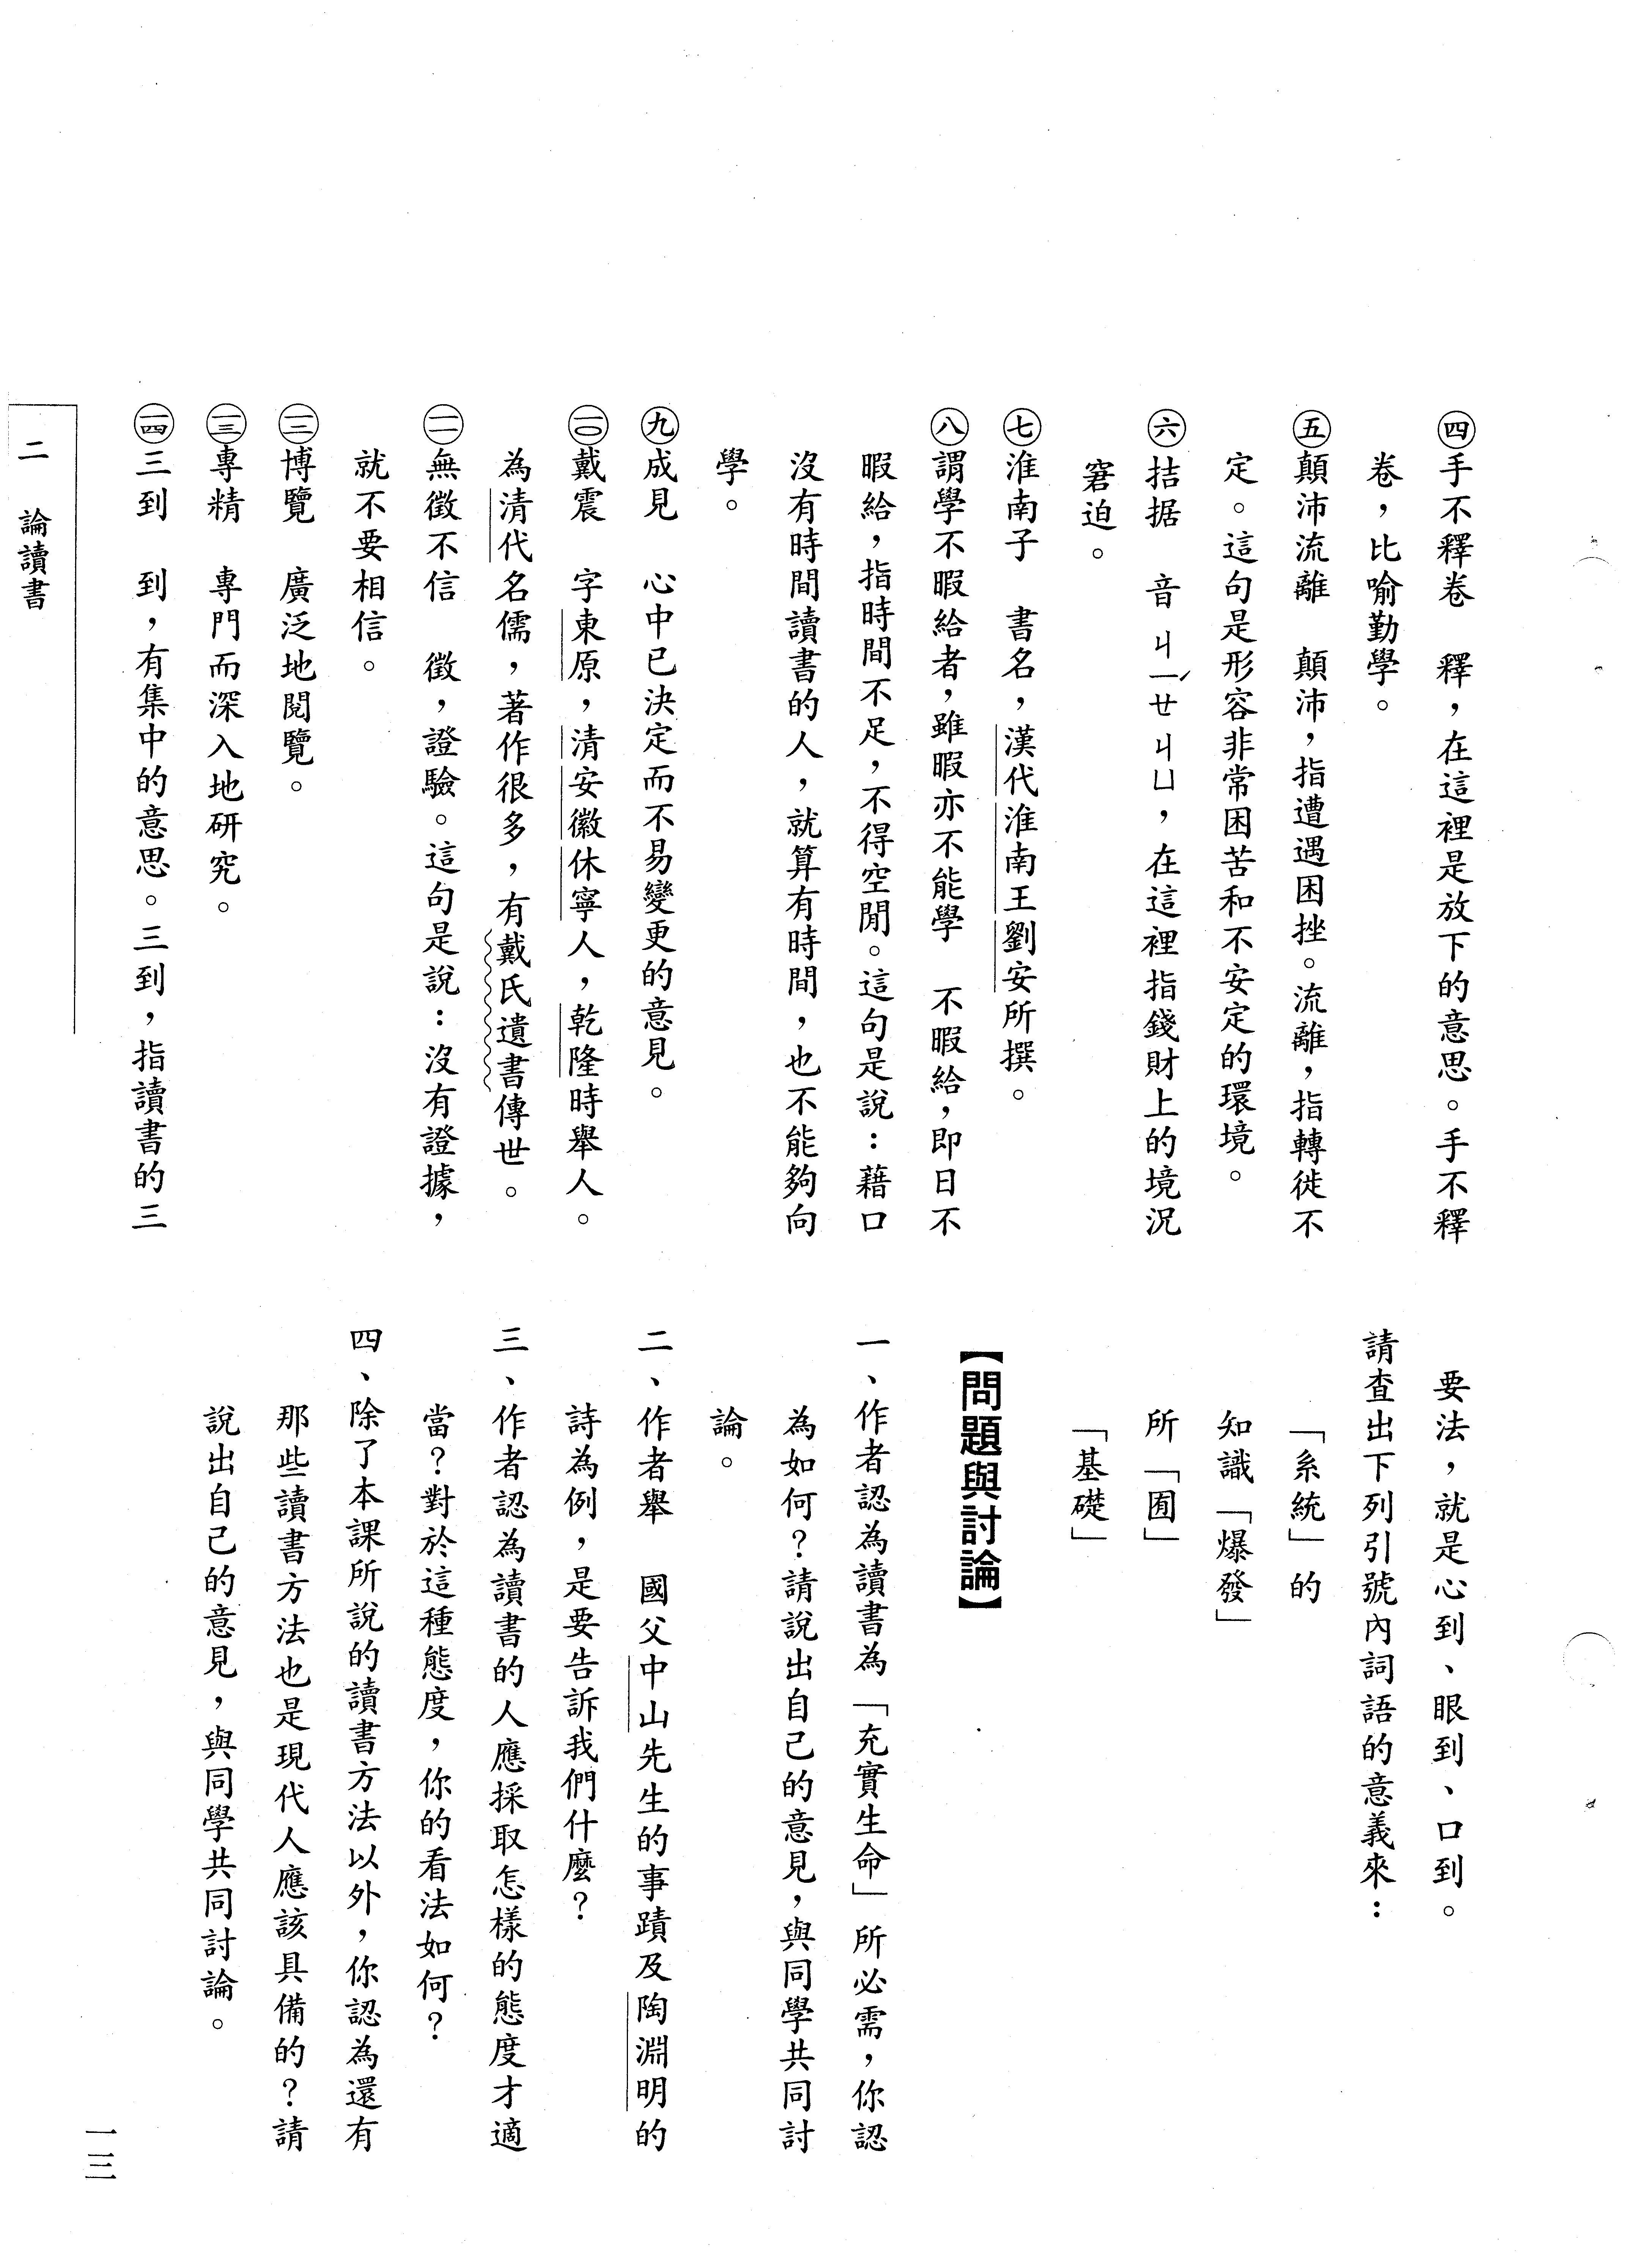 ㊃手不釋卷　釋，在這裡是放下的意思。手不釋
卷，比喻勤學。
㊄顛沛流離　顛沛，指遭遇困挫。流離，指轉徙不
定。這句是形容非常困苦和不安定的環境。
㊅拮据　音ㄐㄧㄝˊㄐㄩ，在這裡指錢財上的境況
窘迫。
㊆淮南子　書名，漢代淮南王劉安所撰。
㊇謂學不暇給者，雖暇亦不能學　不暇給，即日不
暇給，指時間不足，不得空閒。這句是說：藉口
沒有時間讀書的人，就算有時間，也不能夠向
學。
㊈成見　心中已決定而不易變更的意見。
(一〇)戴震　字東原，清安徽休寧人，乾隆時舉人。
為清代名儒，著作很多，有戴氏遺書傳世。
(一一)無徵不信　徵，證驗。這句是說：沒有證據，
就不要相信。
(一二)博覽　廣泛地閱覽。
(一三)專精　專門而深入地研究。
(一四)三到　到，有集中的意思。三到，指讀書的三
要法，就是心到、眼到、口到。
請查出下列引號內詞語的意義來：
「系統」的
知識「爆發」
所「囿」
「基礎」
【問題與討論】
一、作者認為讀書為「充實生命」所必需，你認
為如何？請說出自己的意見，與同學共同討
論。
二、作者舉　國父中山先生的事蹟及陶淵明的
詩為例，是要告訴我們什麼？
三、作者認為讀書的人應採取怎樣的態度才適
當？對於這種態度，你的看法如何？
四、除了本課所說的讀書方法以外，你認為還有
那些讀書方法也是現代人應該具備的？請
說出自己的意見，與同學共同討論。
二　論讀書
一三